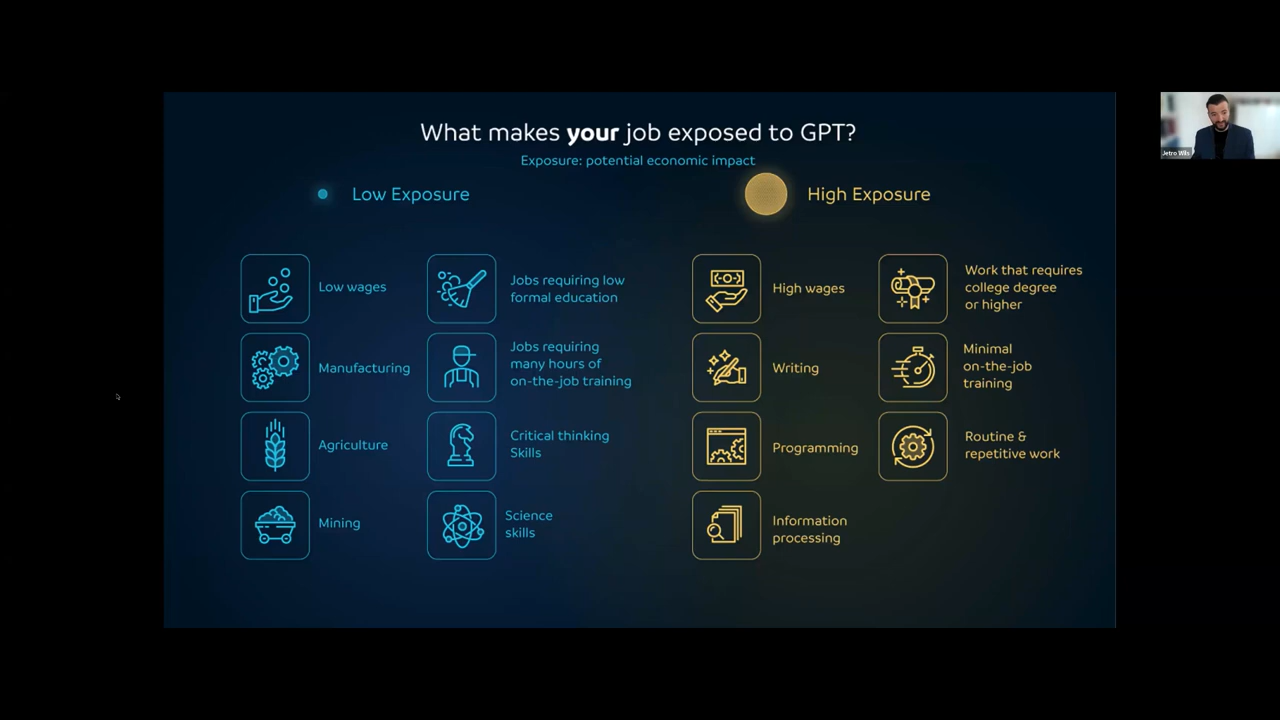 What makes your job exposed to GPT?
Exposure: potential economic impact
Low Exposure
Low wages
Jobs requiring low
formal education
Manufacturing
Jobs requiring
many hours of
on-the-job training
Agriculture
Critical thinking
Skills
Mining
Science
skills
High Exposure
High wages
Work that requires
college degree
or higher
Writing
Minimal
on-the-job
training
Programming
Routine &
repetitive work
Information
processing
Jetro Wils